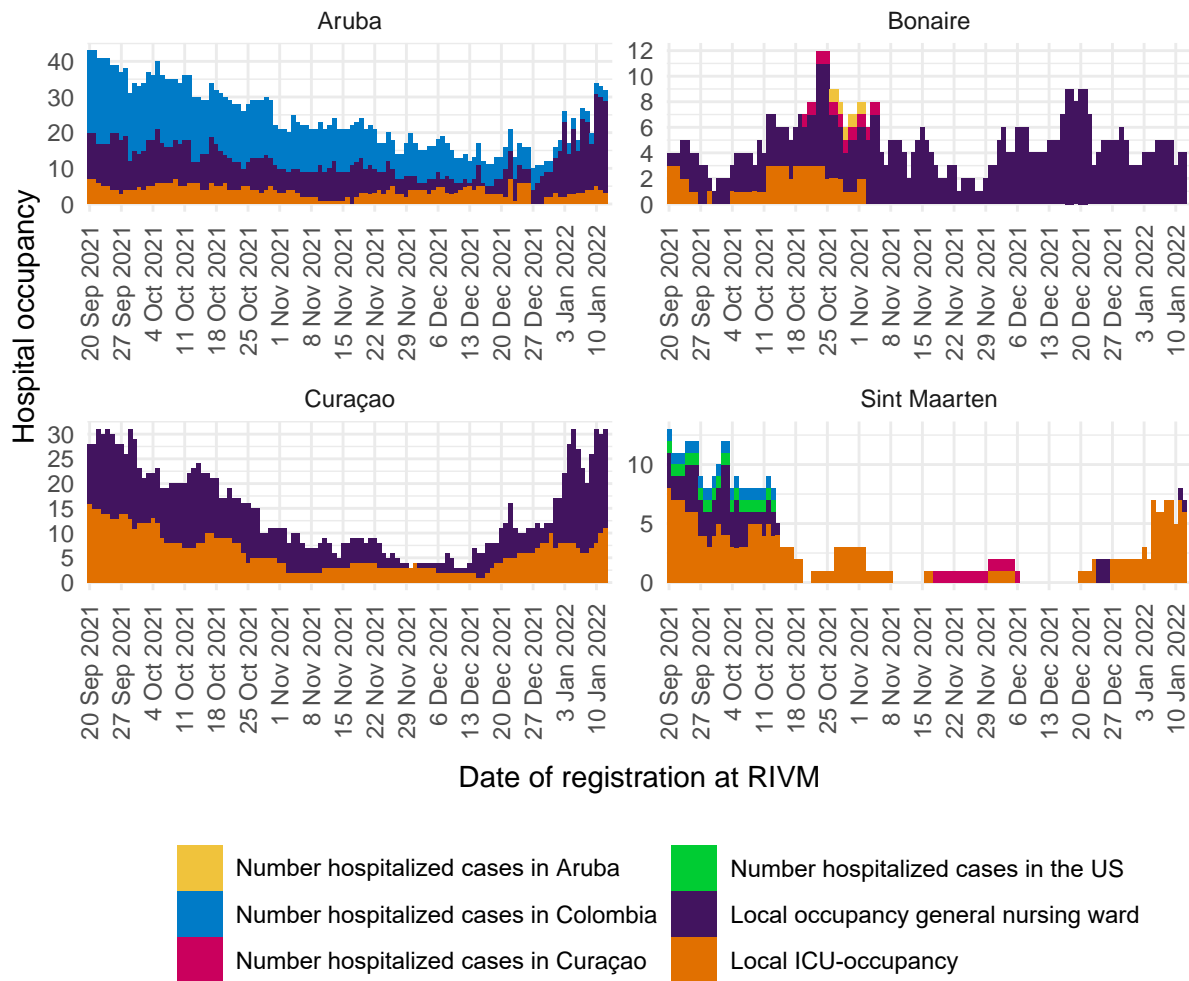 Aruba
Bonaire
40
30
20
10
0
12
10
8
6
4
2
0
20 Sep 2021
27 Sep 2021
4 Oct 2021
11 Oct 2021
18 Oct 2021
25 Oct 2021
1 Nov 2021
8 Nov 2021
15 Nov 2021
22 Nov 2021
29 Nov 2021
6 Dec 2021
13 Dec 2021
20 Dec 2021
27 Dec 2021
3 Jan 2022
10 Jan 2022
20 Sep 2021
27 Sep 2021
4 Oct 2021
11 Oct 2021
18 Oct 2021
25 Oct 2021
1 Nov 2021
8 Nov 2021
15 Nov 2021
22 Nov 2021
29 Nov 2021
6 Dec 2021
13 Dec 2021
20 Dec 2021
27 Dec 2021
3 Jan 2022
10 Jan 2022
Hospital occupancy
Curaçao
Sint Maarten
30
25
20
15
10
5
0
10
5
0
20 Sep 2021
27 Sep 2021
4 Oct 2021
11 Oct 2021
18 Oct 2021
25 Oct 2021
1 Nov 2021
8 Nov 2021
15 Nov 2021
22 Nov 2021
29 Nov 2021
6 Dec 2021
13 Dec 2021
20 Dec 2021
27 Dec 2021
3 Jan 2022
10 Jan 2022
20 Sep 2021
27 Sep 2021
4 Oct 2021
11 Oct 2021
18 Oct 2021
25 Oct 2021
1 Nov 2021
8 Nov 2021
15 Nov 2021
22 Nov 2021
29 Nov 2021
6 Dec 2021
13 Dec 2021
20 Dec 2021
27 Dec 2021
3 Jan 2022
10 Jan 2022
Date of registration at RIVM
Number hospitalized cases in Aruba
Number hospitalized cases in Colombia
Number hospitalized cases in Curaçao
Number hospitalized cases in the US
Local occupancy general nursing ward
Local ICU-occupancy